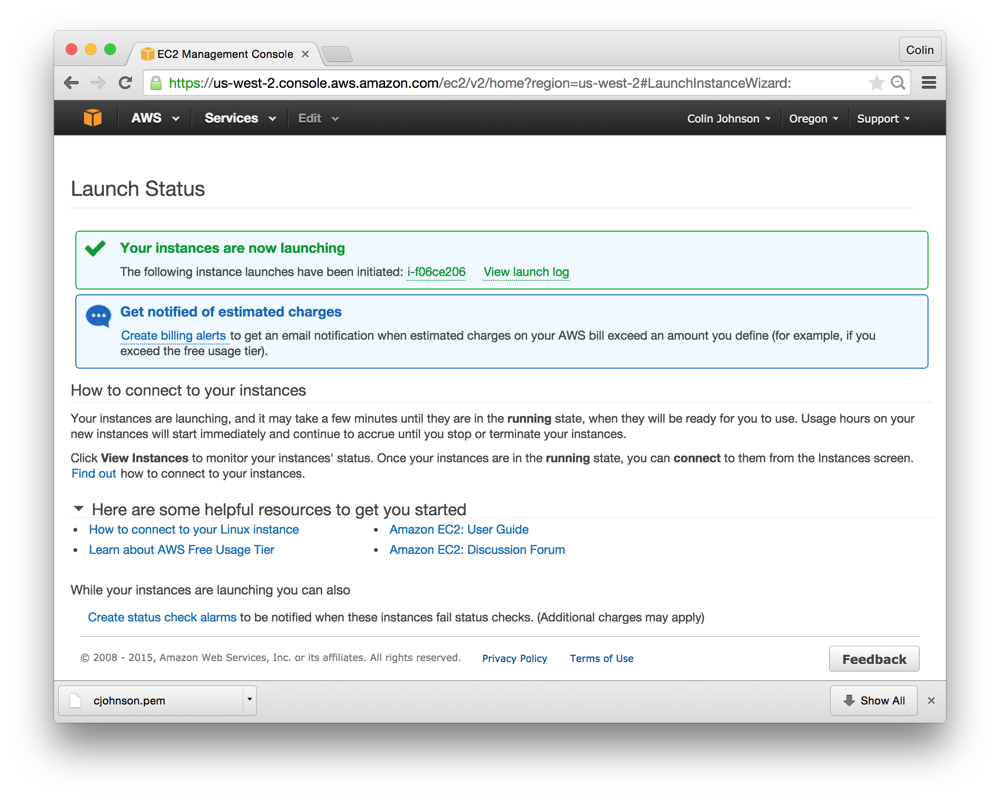 EC2 Management Console
Colin
https://us-west-2.console.aws.amazon.com/ec2/v2/home?region=us-west-2#LaunchInstanceWizard:
AWS Services Edit Colin Johnson Oregon Support
Launch Status
Your instances are now launching
The following instance launches have been initiated: i-f06ce206 View launch log
Get notified of estimated charges
Create billing alerts to get an email notification when estimated charges on your AWS bill exceed an amount you define (for example, if you
exceed the free usage tier).
How to connect to your instances
Your instances are launching, and it may take a few minutes until they are in the running state, when they will be ready for you to use. Usage hours on your
new instances will start immediately and continue to accrue until you stop or terminate your instances.
Click View Instances to monitor your instances' status. Once your instances are in the running state, you can connect to them from the Instances screen.
Find out how to connect to your instances.
Here are some helpful resources to get you started
• How to connect to your Linux instance
• Learn about AWS Free Usage Tier
• Amazon EC2: User Guide
• Amazon EC2: Discussion Forum
While your instances are launching you can also
Create status check alarms to be notified when these instances fail status checks. (Additional charges may apply)
© 2008 - 2015, Amazon Web Services, Inc. or its affiliates. All rights reserved. Privacy Policy Terms of Use
Feedback
cjohnson.pem
Show All